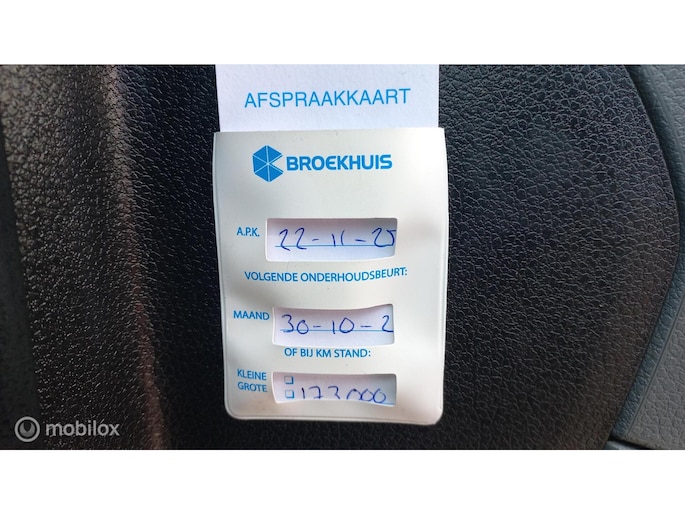 AFSPRAAKKAART
BROEKHUIS
A.P.K. 22-11-25
VOLGENDE ONDERHOUDSBEURT:
MAAND 30-10-2
OF BIJ KM STAND:
KLEINE
GROTE 173000
mobilox